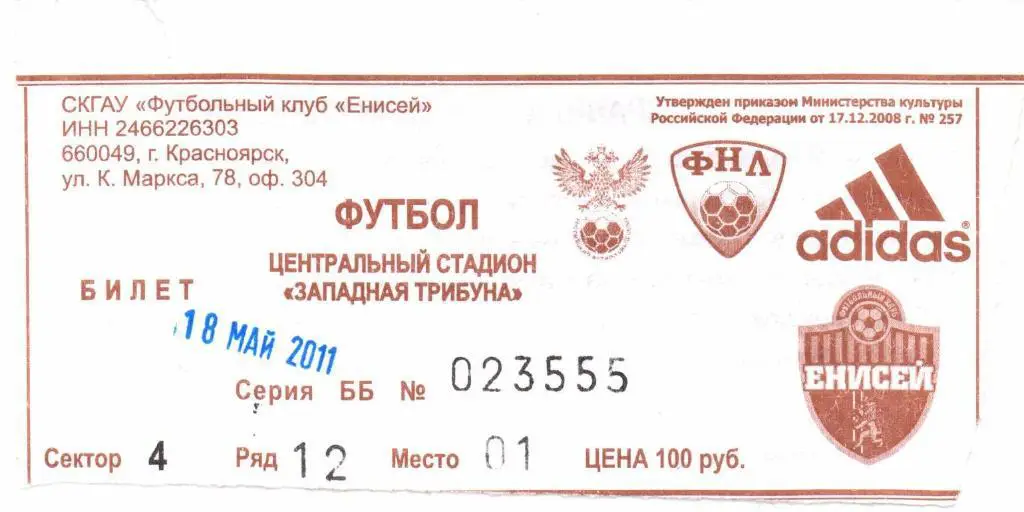 СКГАУ «Футбольный клуб «Енисей»
ИНН 2466226303
660049, г. Красноярск,
ул. К. Маркса, 78, оф. 304
Утвержден приказом Министерства культуры
Российской Федерации от 17.12.2008 г. № 257
ФНЛ
adidas®
ФУТБОЛ
ЦЕНТРАЛЬНЫЙ СТАДИОН
«ЗАПАДНАЯ ТРИБУНА»
БИЛЕТ
18 МАЙ 2011
ФУТБОЛЬНЫЙ КЛУБ
ЕНИСЕЙ
Серия ББ № 023555
Сектор 4 Ряд 12 Место 01 ЦЕНА 100 руб.